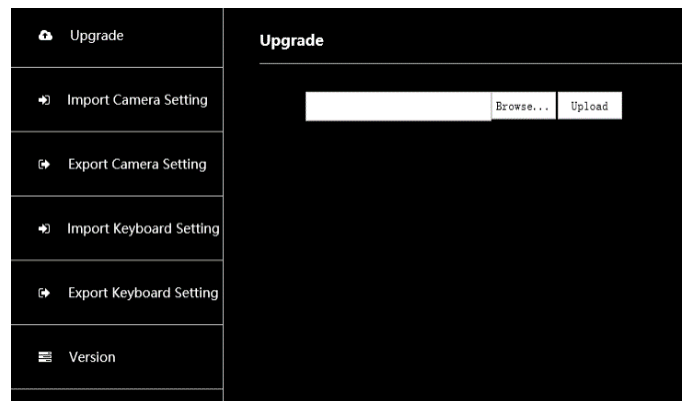 Upgrade
Import Camera Setting
Export Camera Setting
Import Keyboard Setting
Export Keyboard Setting
Version
Upgrade
Browse... Upload